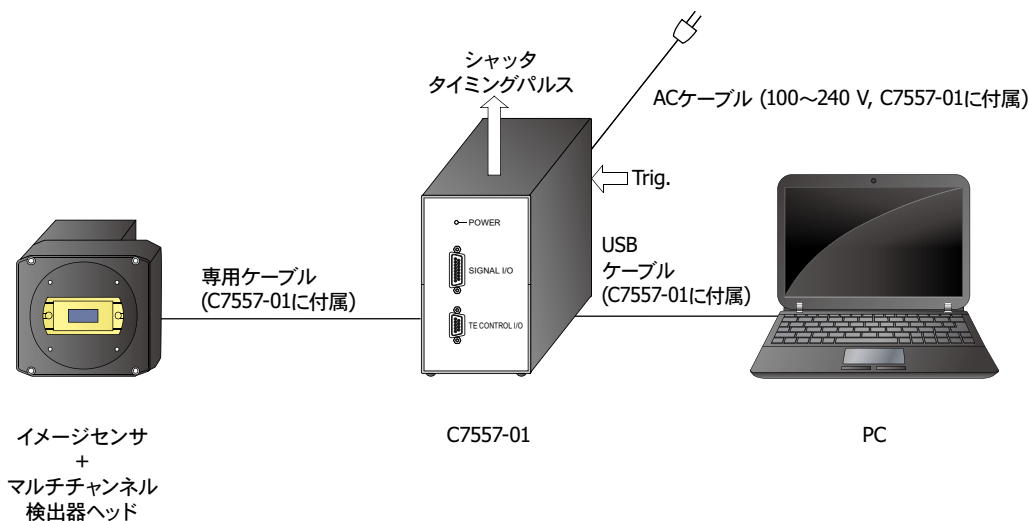 シャッタ
タイミングパルス
ACケーブル (100～240 V, C7557-01に付属)
Trig.
POWER
SIGNAL I/O
TE CONTROL I/O
USB
ケーブル
(C7557-01に付属)
専用ケーブル
(C7557-01に付属)
イメージセンサ
+
マルチチャンネル
検出器ヘッド
C7557-01
PC